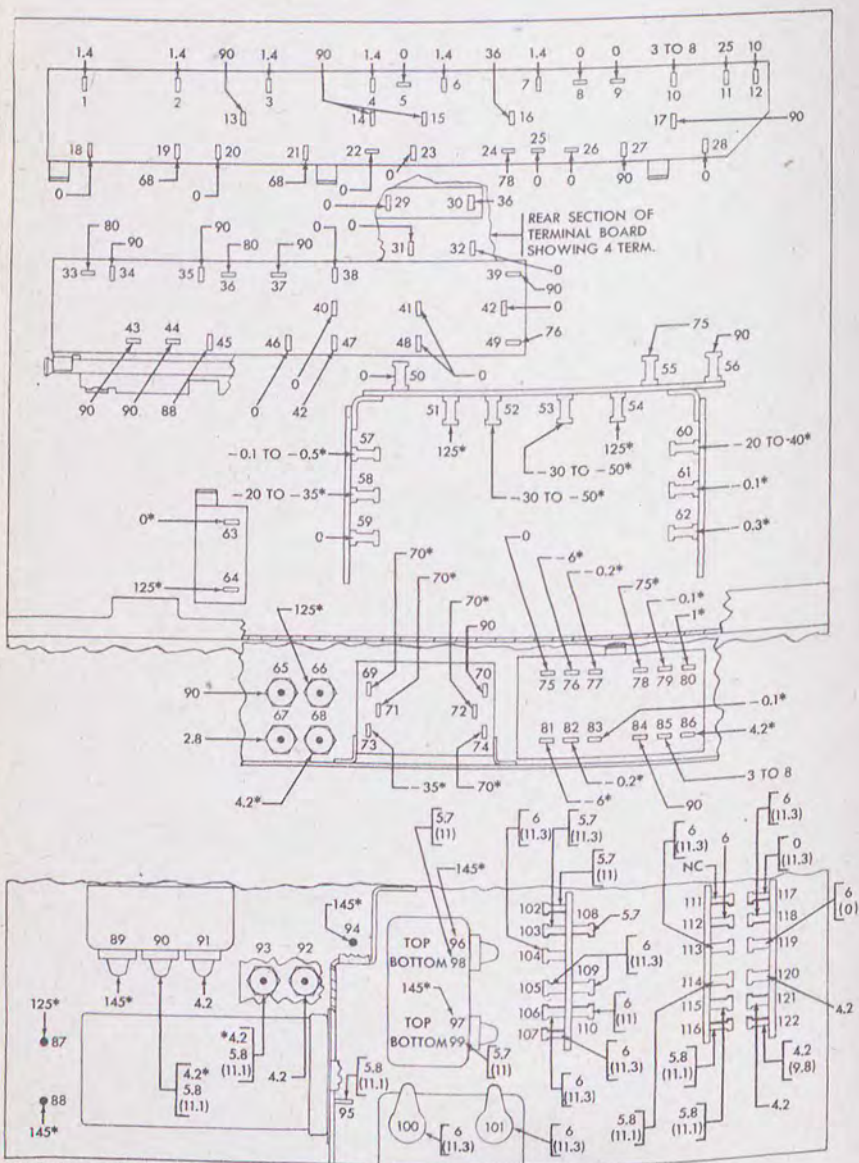 1.4 1.4 90 1.4 90 1.4 0 1.4 36 1.4 0 0 3 TO 8 25 10
1 2 3 4 5 6 7 8 9 10 11 12
13 14 15 16 17 90
18 19 20 21 22 23 24 25 26 27 28
0 68 0 68 0 0 78 0 0 90 0
0 29 30 36
REAR SECTION OF
TERMINAL BOARD
SHOWING 4 TERM.
0 0
31 32 0
80 90 90 80 90 0
33 34 35 36 37 38 39 90
40 41 42 0
43 44 45 46 47 48 49 76
90 90 88 0 0 42 0
75 90
0 50 55 56
51 52 53 54
125* -30 TO -50* -30 TO -50* 125*
-0.1 TO -0.5* 57 60 -20 TO -40*
-20 TO -35* 58 61 -0.1*
0 59 62 -0.3*
0* 63
125* 64
125* 70* 70* 70* 90 0 -6* -0.2* 75* -0.1* 1*
65 66 69 70 75 76 77 78 79 80
90
71 72
67 68 73 74 81 82 83 84 85 86
2.8 -0.1* 4.2*
4.2* -35* 70* -6* -0.2* 90 3 TO 8
145* 94
89 90 91 93 92
145* 4.2* 5.8 (11.1) 4.2 *4.2 5.8 (11.1) 4.2
125* 87
88 145*
5.8 (11.1) 95
5.7 (11) 145*
TOP 96
BOTTOM 98
145*
TOP 97
BOTTOM 99
5.7 (11)
100 101
6 (11.3) 6 (11.3)
6 (11.3) 5.7 (11.3) 5.7 (11)
102 103 104 105 106 107
108 5.7
109 6 (11.3)
110 6 (11)
6 (11.3)
6 (11.3)
6 (11.3) 6 6 (11.3) 0 (11.3)
NC
111 112 113 114 115 116
117 118 119 120 121 122
6 (0)
4.2
5.8 (11.1) 4.2 (9.8)
5.8 (11.1) 5.8 (11.1) 4.2